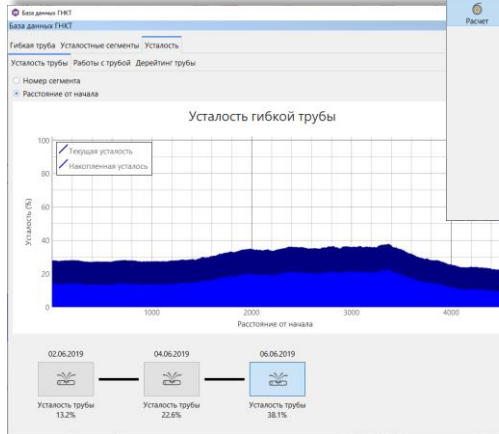 База данных ГНКТ
База данных ГНКТ
Расчет
Гибкая труба Усталостные сегменты Усталость
Усталость трубы Работы с трубой Дерейтинг трубы
Номер сегмента
Расстояние от начала
Усталость гибкой трубы
Текущая усталость
Накопленная усталось
Усталость (%)
100
80
60
40
20
0
1000 2000 3000 4000
Расстояние от начала
02.06.2019 04.06.2019 06.06.2019
Усталость трубы Усталость трубы Усталость трубы
13.2% 22.6% 38.1%